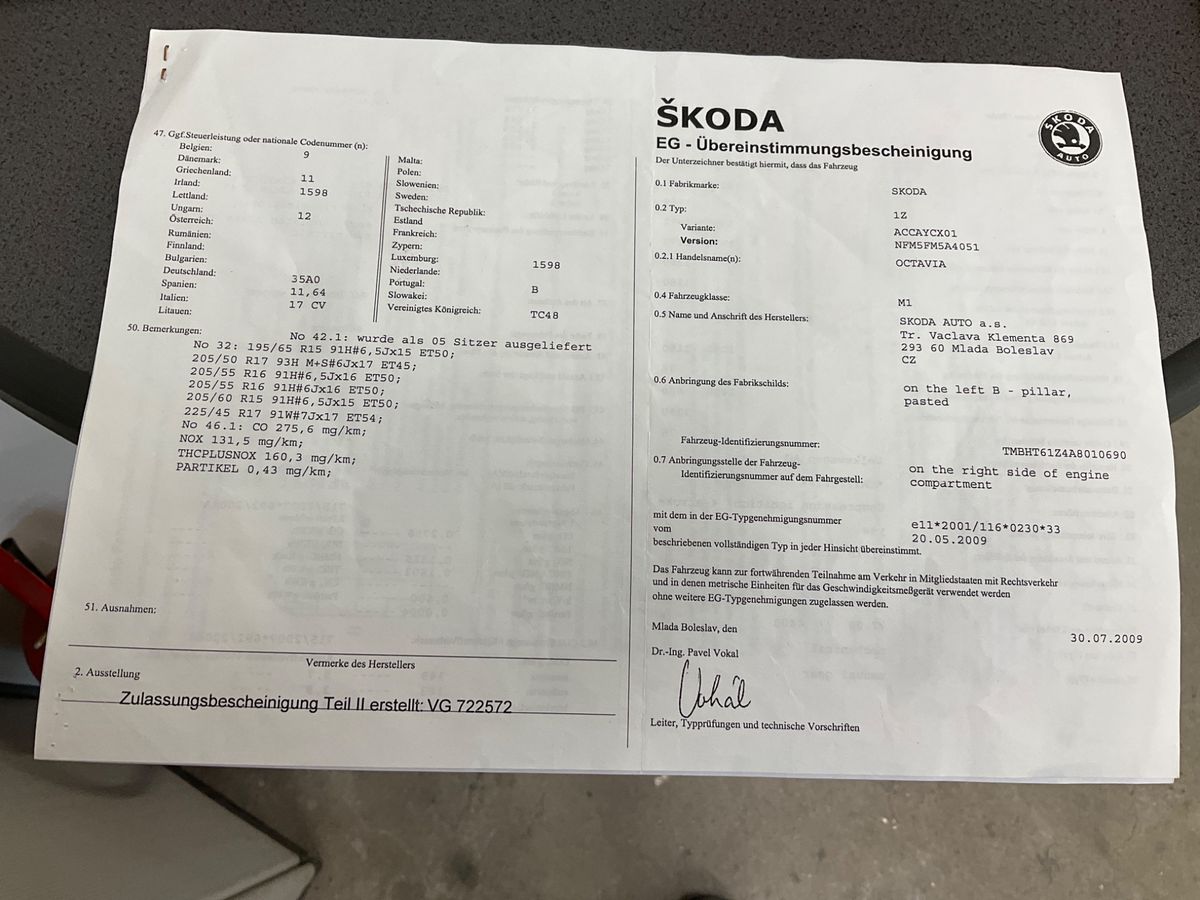 47. Ggf.Steuerleistung oder nationale Codenummer (n):
Belgien: 9
Dänemark:
Griechenland: 11
Irland: 1598
Lettland:
Ungarn: 12
Österreich:
Rumänien:
Finnland:
Bulgarien:
Deutschland: 35A0
Spanien: 11,64
Italien: 17 CV
Litauen:
Malta:
Polen:
Slowenien:
Sweden:
Tschechische Republik:
Estland
Frankreich:
Zypern:
Luxemburg: 1598
Niederlande:
Portugal: B
Slowakei:
Vereinigtes Königreich: TC48
50. Bemerkungen:
No 42.1: wurde als 05 Sitzer ausgeliefert
No 32: 195/65 R15 91H#6,5Jx15 ET50;
205/50 R17 93H M+S#6Jx17 ET45;
205/55 R16 91H#6,5Jx16 ET50;
205/55 R16 91H#6Jx16 ET50;
205/60 R15 91H#6,5Jx15 ET50;
225/45 R17 91W#7Jx17 ET54;
No 46.1: CO 275,6 mg/km;
NOX 131,5 mg/km;
THCPLUSNOX 160,3 mg/km;
PARTIKEL 0,43 mg/km;
51. Ausnahmen:
Vermerke des Herstellers
2. Ausstellung
Zulassungsbescheinigung Teil II erstellt: VG 722572
ŠKODA
EG - Übereinstimmungsbescheinigung
Der Unterzeichner bestätigt hiermit, dass das Fahrzeug
SKODA
AUTO
0.1 Fabrikmarke: SKODA
0.2 Typ: 1Z
Variante: ACCAYCX01
Version: NFM5FM5A4051
0.2.1 Handelsname(n): OCTAVIA
0.4 Fahrzeugklasse: M1
0.5 Name und Anschrift des Herstellers: SKODA AUTO a.s.
Tr. Vaclava Klementa 869
293 60 Mlada Boleslav
CZ
0.6 Anbringung des Fabrikschilds: on the left B - pillar,
pasted
Fahrzeug-Identifizierungsnummer: TMBHT61Z4A8010690
0.7 Anbringungsstelle der Fahrzeug- on the right side of engine
Identifizierungsnummer auf dem Fahrgestell: compartment
mit dem in der EG-Typgenehmigungsnummer e11*2001/116*0230*33
vom 20.05.2009
beschriebenen vollständigen Typ in jeder Hinsicht übereinstimmt.
Das Fahrzeug kann zur fortwährenden Teilnahme am Verkehr in Mitgliedstaaten mit Rechtsverkehr
und in denen metrische Einheiten für das Geschwindigkeitsmeßgerät verwendet werden
ohne weitere EG-Typgenehmigungen zugelassen werden.
Mlada Boleslav, den 30.07.2009
Dr.-Ing. Pavel Vokal
Vokál
Leiter, Typprüfungen und technische Vorschriften